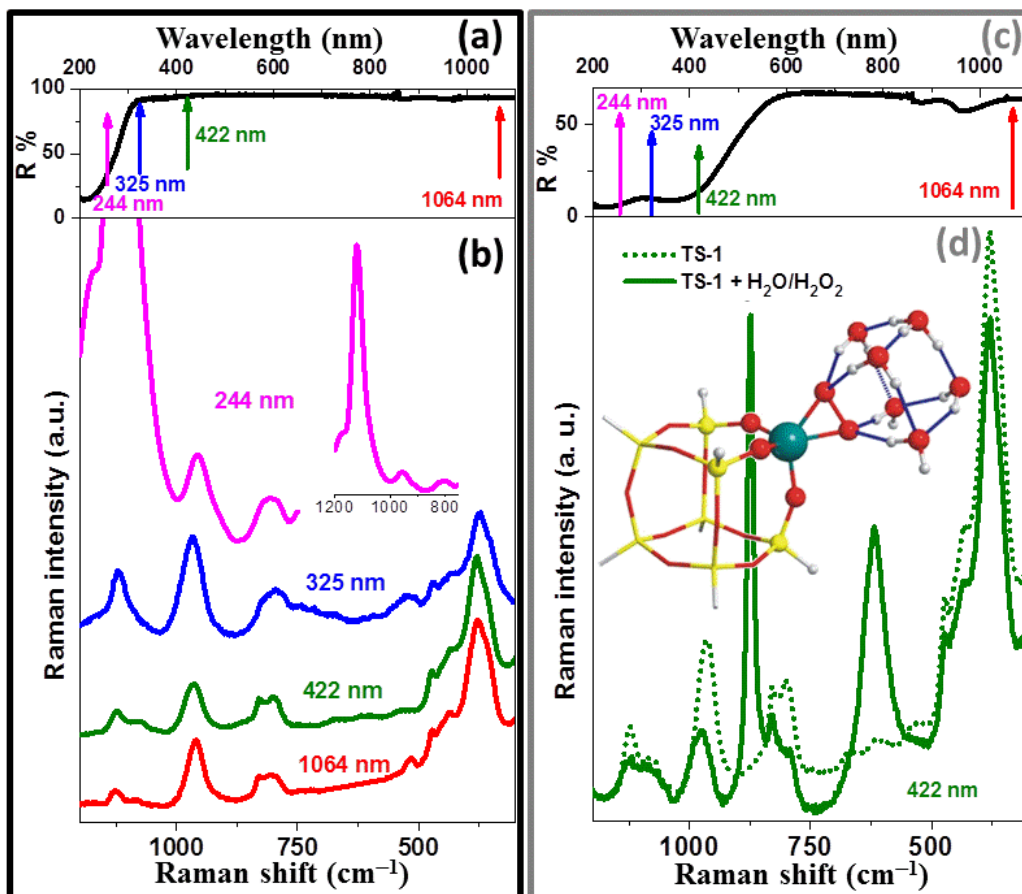 (a)
Wavelength (nm)
200 400 600 800 1000
R %
100
50
0
244 nm
325 nm
422 nm
1064 nm
(b)
Raman intensity (a.u.)
244 nm
1200 1000 800
325 nm
422 nm
1064 nm
1000 750 500
Raman shift (cm⁻¹)
(c)
Wavelength (nm)
200 400 600 800 1000
R %
50
0
244 nm
325 nm
422 nm
1064 nm
(d)
TS-1
TS-1 + H₂O/H₂O₂
Raman intensity (a. u.)
422 nm
1000 750 500
Raman shift (cm⁻¹)